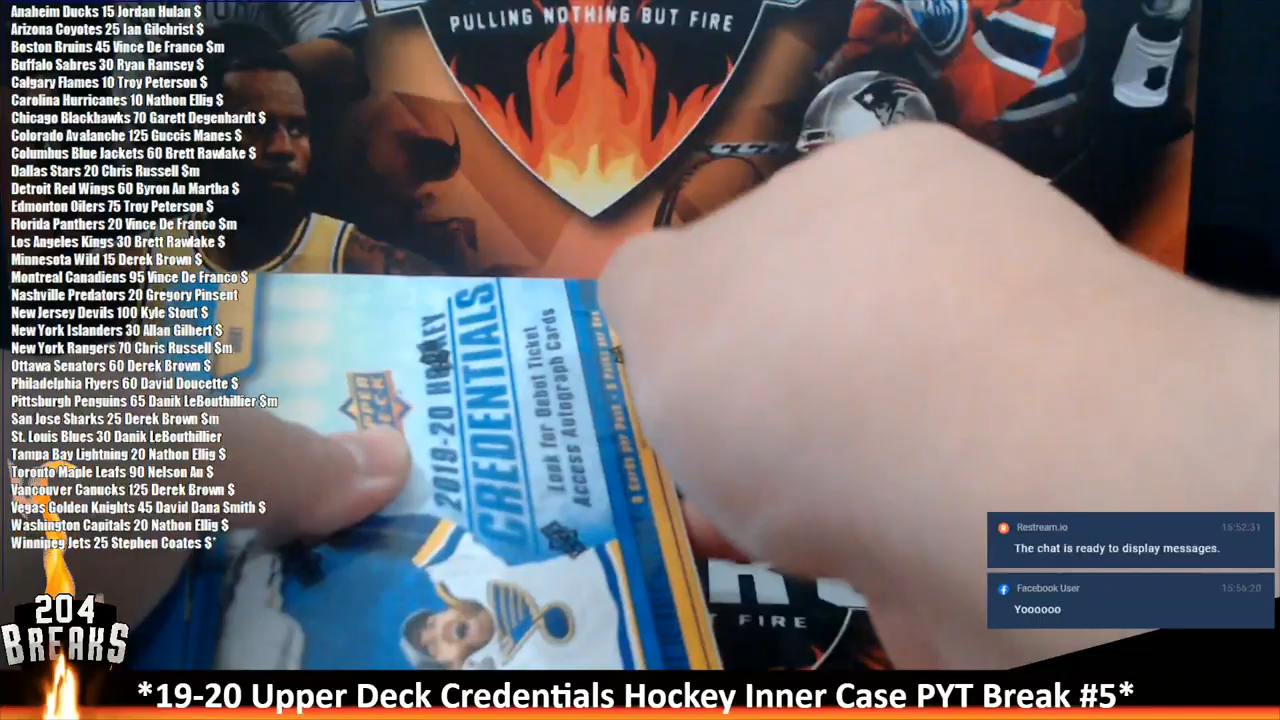 Anaheim Ducks 15 Jordan Hulan $
Arizona Coyotes 25 Ian Gilchrist $
Boston Bruins 45 Vince De Franco $m
Buffalo Sabres 30 Ryan Ramsey $
Calgary Flames 10 Troy Peterson $
Carolina Hurricanes 10 Nathon Ellig $
Chicago Blackhawks 70 Garett Degenhardt $
Colorado Avalanche 125 Guccis Manes $
Columbus Blue Jackets 60 Brett Rawlake $
Dallas Stars 20 Chris Russell $m
Detroit Red Wings 60 Byron An Martha $
Edmonton Oilers 75 Troy Peterson $
Florida Panthers 20 Vince De Franco $m
Los Angeles Kings 30 Brett Rawlake $
Minnesota Wild 15 Derek Brown $
Montreal Canadiens 95 Vince De Franco $
Nashville Predators 20 Gregory Pinsent
New Jersey Devils 100 Kyle Stout $
New York Islanders 30 Allan Gilbert $
New York Rangers 70 Chris Russell $m
Ottawa Senators 60 Derek Brown $
Philadelphia Flyers 60 David Doucette $
Pittsburgh Penguins 65 Danik LeBouthillier $m
San Jose Sharks 25 Derek Brown $m
St. Louis Blues 30 Danik LeBouthillier
Tampa Bay Lightning 20 Nathon Ellig $
Toronto Maple Leafs 90 Nelson Au $
Vancouver Canucks 125 Derek Brown $
Vegas Golden Knights 45 David Dana Smith $
Washington Capitals 20 Nathon Ellig $
Winnipeg Jets 25 Stephen Coates $*
PULLING NOTHING BUT FIRE
UPPER DECK
2019-20 HOCKEY
CREDENTIALS
Look for Debut Ticket
Access Autograph Cards
FIRE
Restream.io 15:52:31
The chat is ready to display messages.
Facebook User 15:56:20
Yoooooo
204
BREAKS
*19-20 Upper Deck Credentials Hockey Inner Case PYT Break #5*